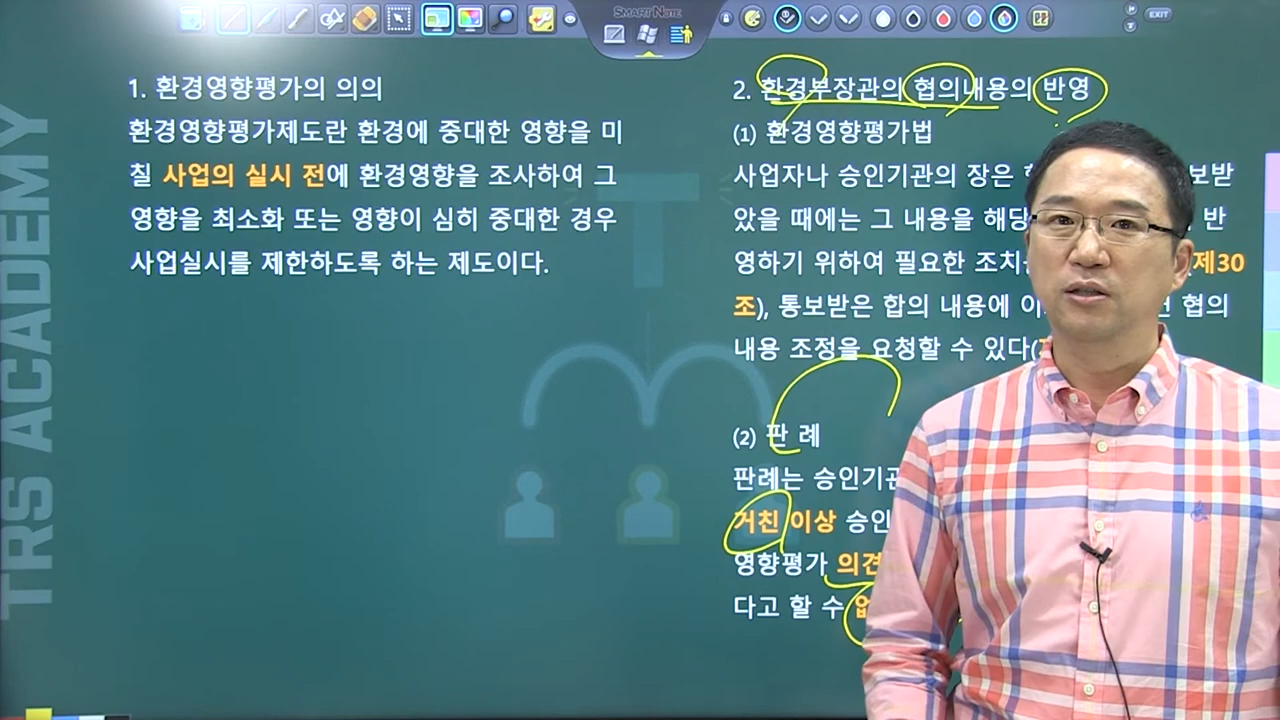 SMART NOTE
EXIT
TRS ACADEMY
1. 환경영향평가의 의의
환경영향평가제도란 환경에 중대한 영향을 미
칠 사업의 실시 전에 환경영향을 조사하여 그
영향을 최소화 또는 영향이 심히 중대한 경우
사업실시를 제한하도록 하는 제도이다.
2. 환경부장관의 협의내용의 반영
(1) 환경영향평가법
사업자나 승인기관의 장은 보받
았을 때에는 그 내용을 해당 반
영하기 위하여 필요한 제30
조), 통보받은 합의 내용에 협의
내용 조정을 요청할 수 있다(
(2) 판 례
판례는
거친 이상
영향평가 의견
다고 할 수